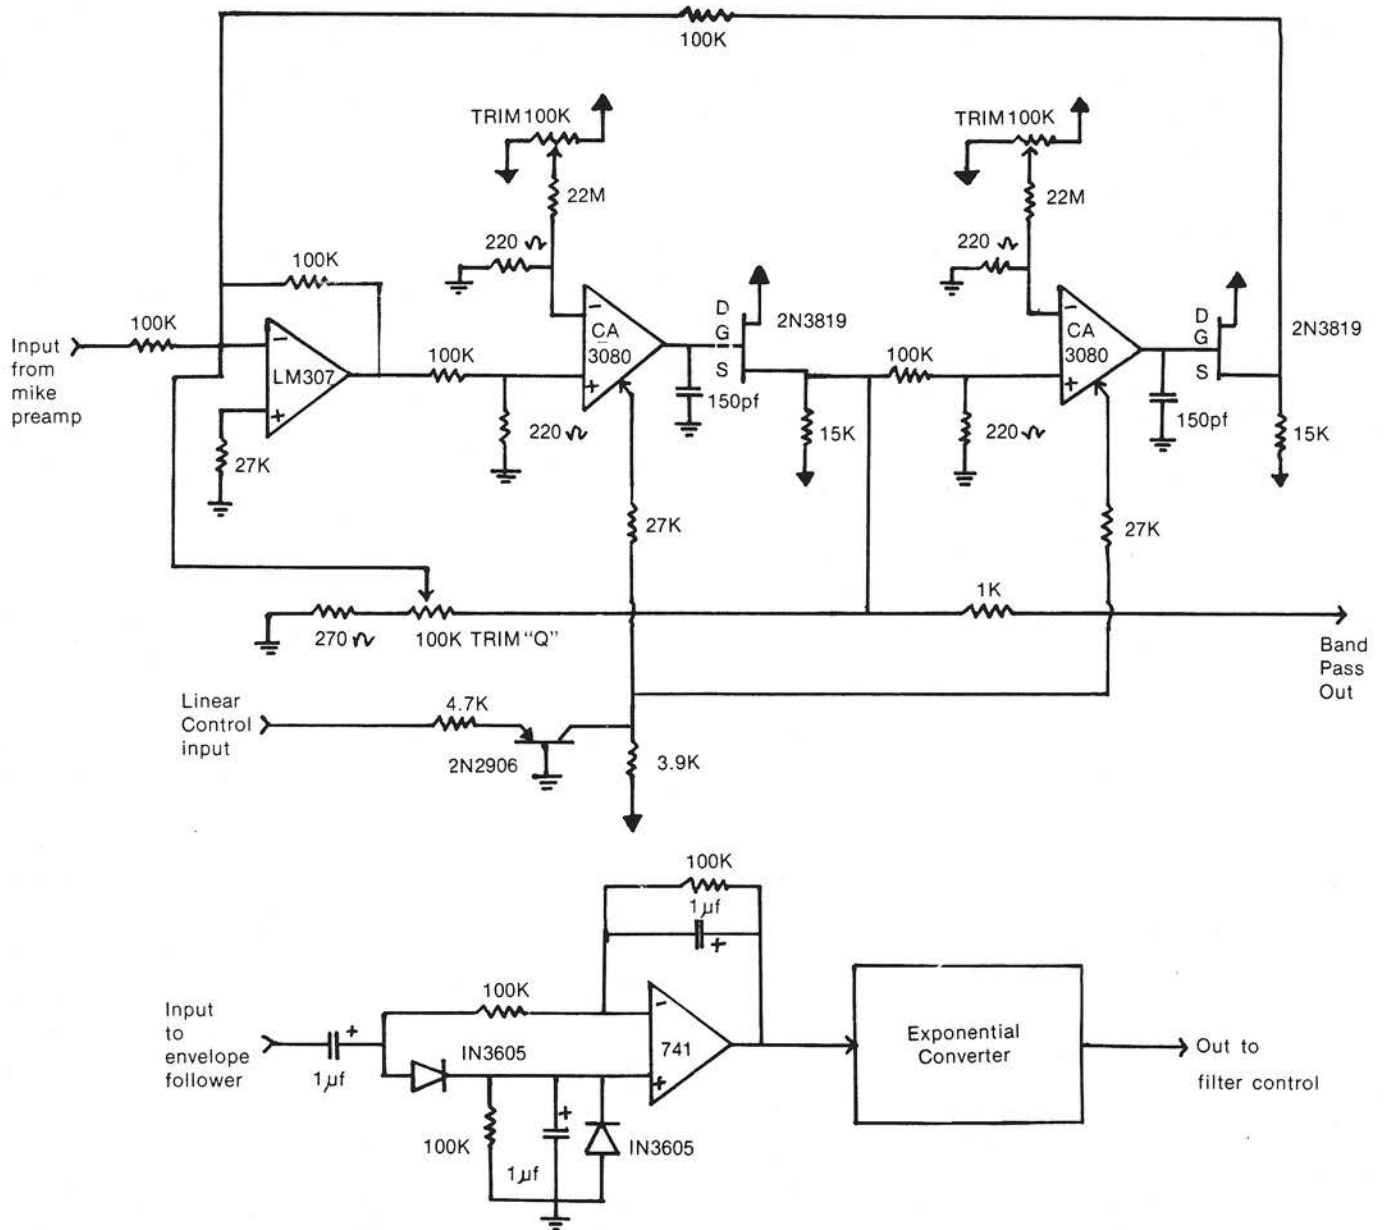 100K
TRIM 100K
TRIM 100K
22M
22M
220 Ω
220 Ω
100K
100K
Input
from
mike
preamp
LM307
−
+
27K
100K
220 Ω
CA
3080
−
+
D
G
S
2N3819
150pf
15K
100K
220 Ω
CA
3080
−
+
D
G
S
2N3819
150pf
15K
27K
27K
270 Ω
100K TRIM "Q"
1K
Band
Pass
Out
Linear
Control
input
4.7K
2N2906
3.9K
100K
1µf
+
Input
to
envelope
follower
+
1µf
100K
IN3605
741
−
+
100K
+
1µf
IN3605
Exponential
Converter
Out to
filter control